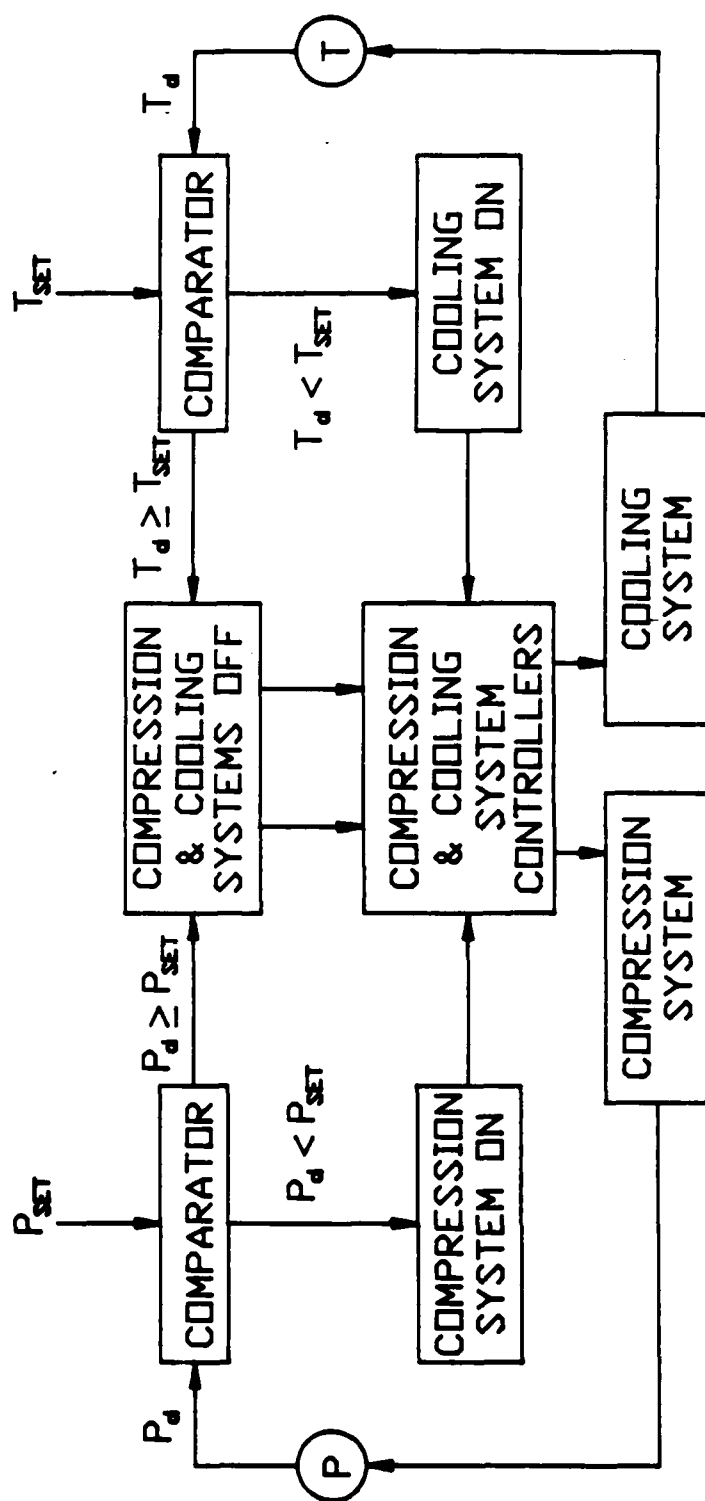 P_SET
T_SET
P_d
COMPARATOR
P_d ≥ P_SET
COMPRESSION
& COOLING
SYSTEMS OFF
T_d ≥ T_SET
COMPARATOR
T_d
P
P_d < P_SET
T_d < T_SET
T
COMPRESSION
SYSTEM ON
COMPRESSION
& COOLING
SYSTEM
CONTROLLERS
COOLING
SYSTEM ON
COMPRESSION
SYSTEM
COOLING
SYSTEM